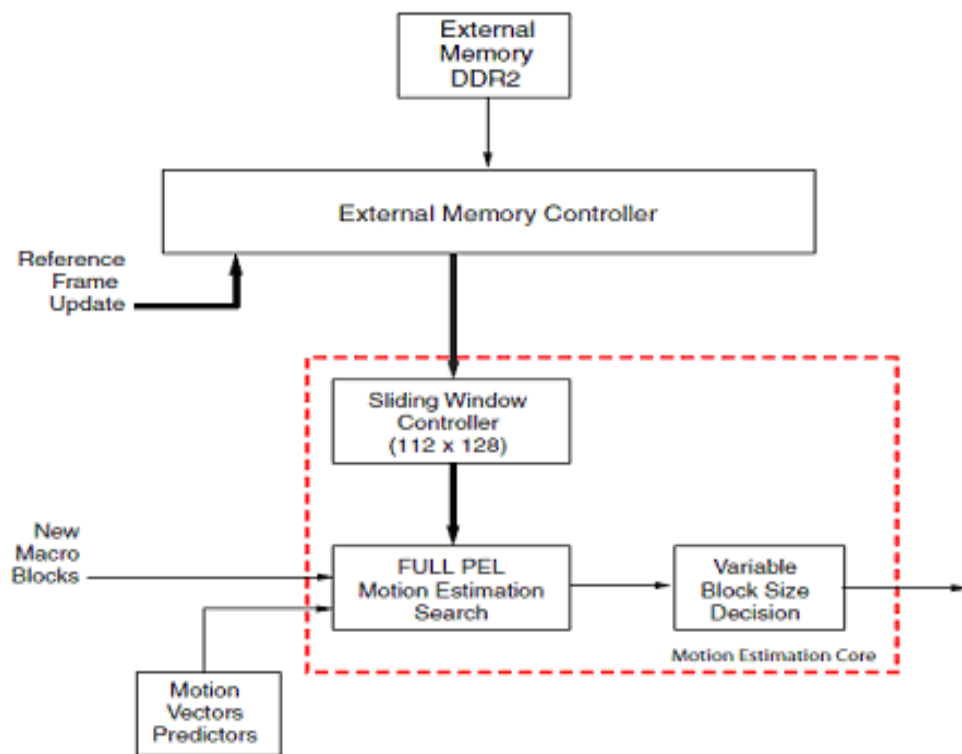 External
Memory
DDR2
External Memory Controller
Reference
Frame
Update
Sliding Window
Controller
(112 x 128)
New
Macro
Blocks
FULL PEL
Motion Estimation
Search
Variable
Block Size
Decision
Motion Estimation Core
Motion
Vectors
Predictors